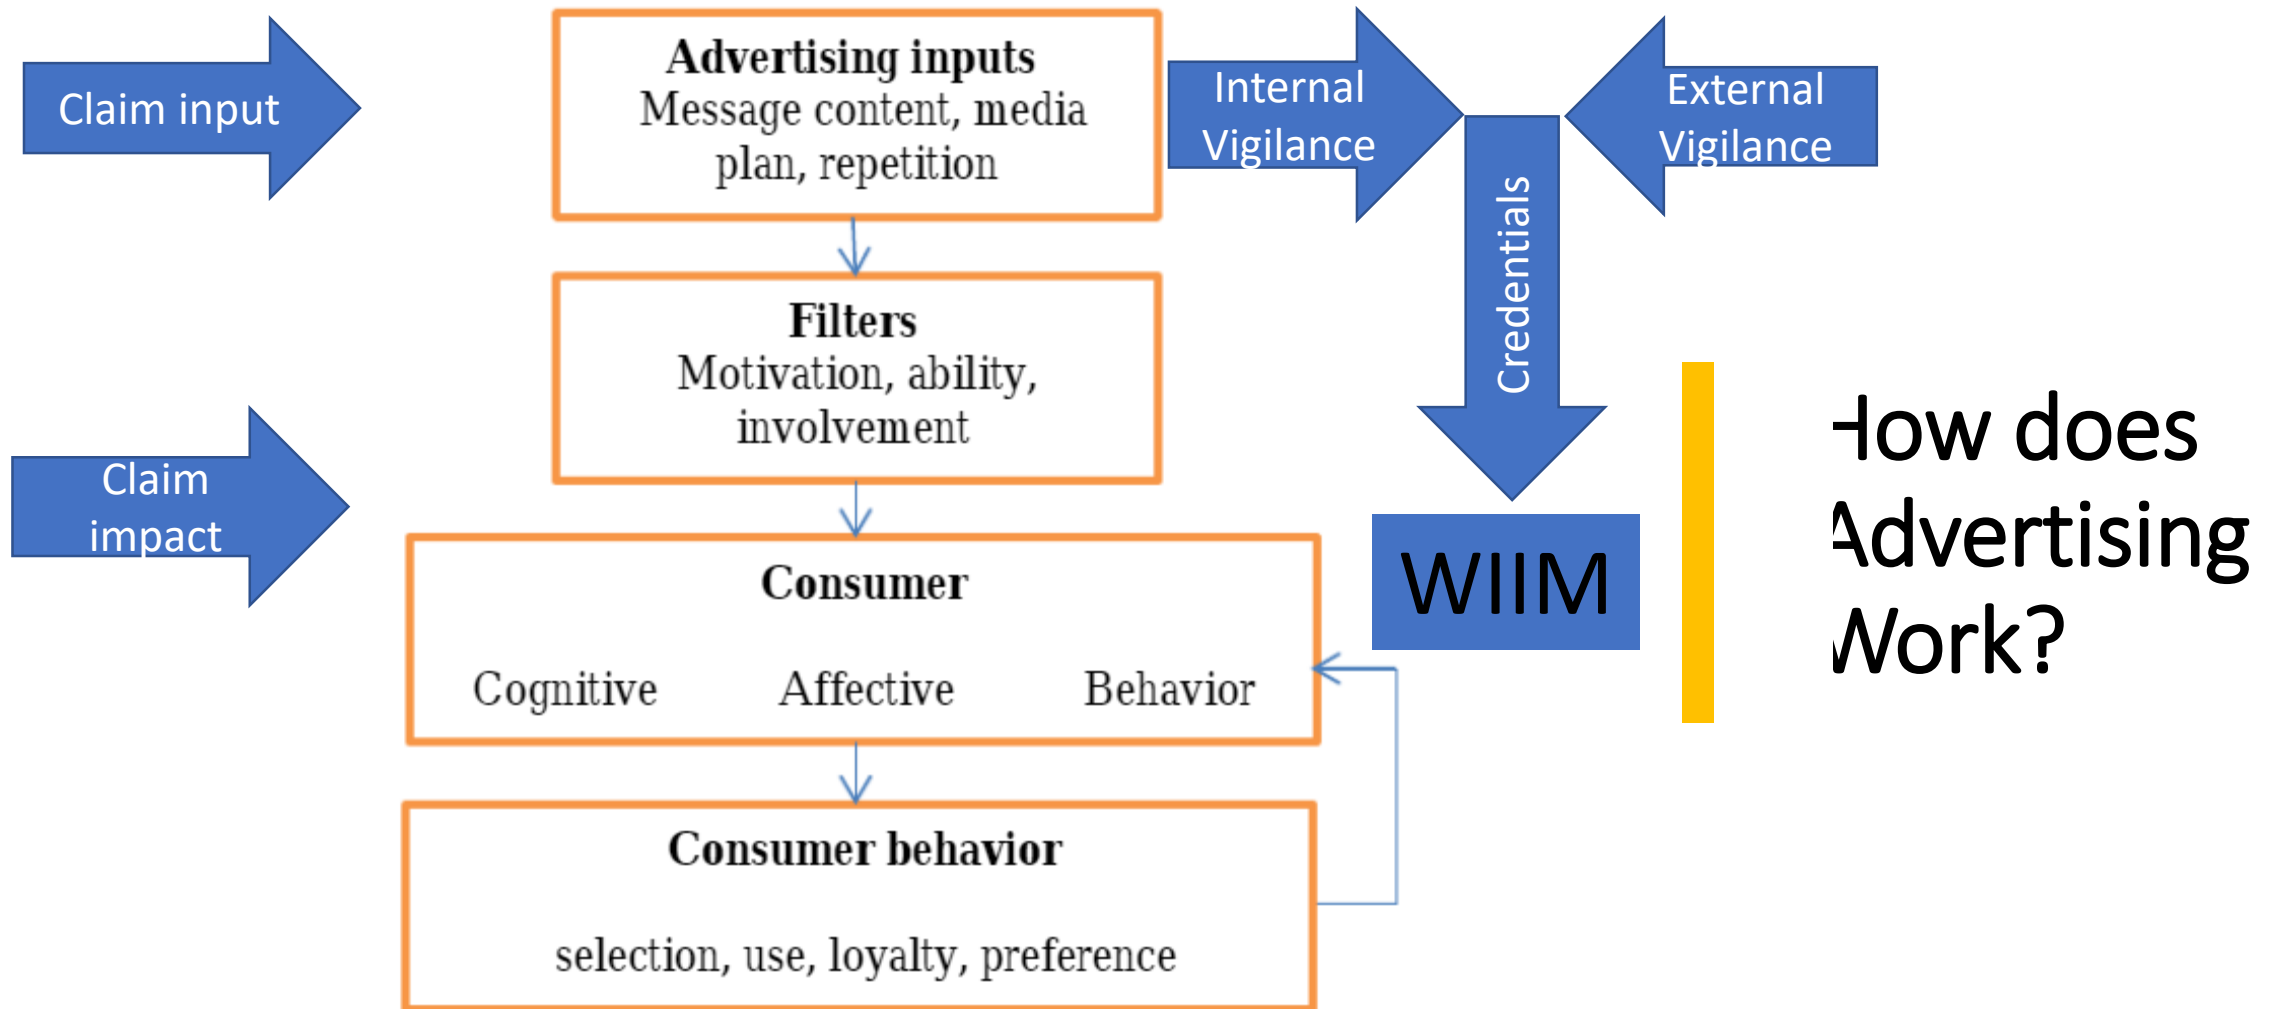 Claim input
Advertising inputs
Message content, media
plan, repetition
Internal
Vigilance
External
Vigilance
Credentials
Filters
Motivation, ability,
involvement
Claim
impact
Consumer
Cognitive Affective Behavior
WIIM
How does
Advertising
Work?
Consumer behavior
selection, use, loyalty, preference